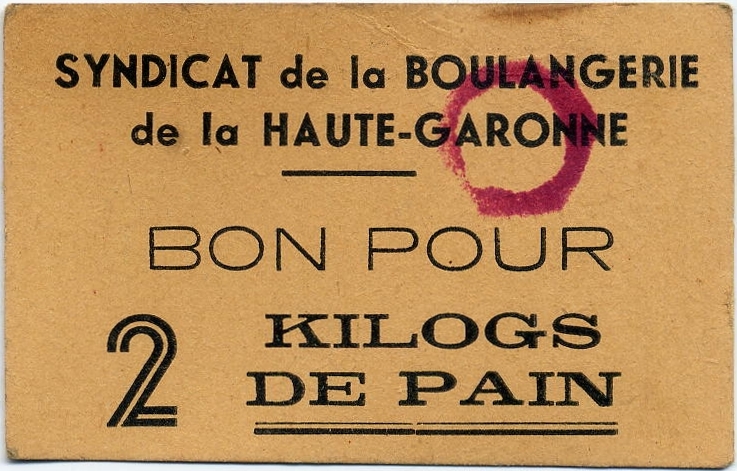 SYNDICAT de la BOULANGERIE
de la HAUTE-GARONNE
BON POUR
2 KILOGS
DE PAIN